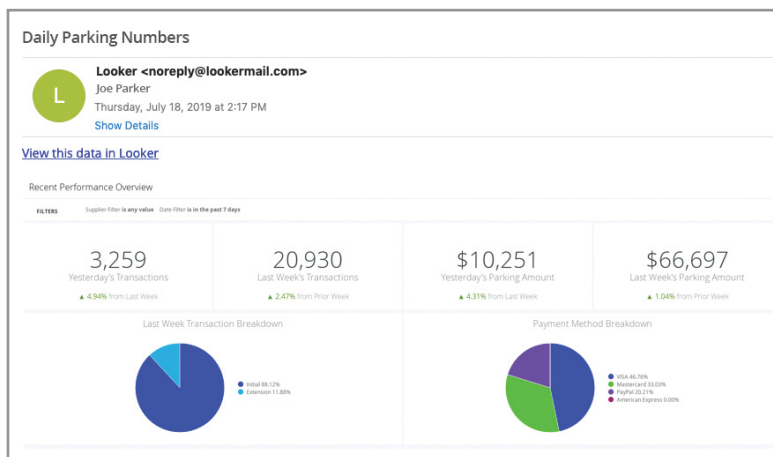 Daily Parking Numbers
L
Looker <noreply@lookermail.com>
Joe Parker
Thursday, July 18, 2019 at 2:17 PM
Show Details
View this data in Looker
Recent Performance Overview
FILTERS Supplier Filter is any value Date Filter is in the past 7 days
3,259
Yesterday's Transactions
▲ 4.94% from Last Week
20,930
Last Week's Transactions
▲ 2.47% from Prior Week
$10,251
Yesterday's Parking Amount
▲ 4.31% from Last Week
$66,697
Last Week's Parking Amount
▲ 1.04% from Prior Week
Last Week Transaction Breakdown
Initial 88.12%
Extension 11.88%
Payment Method Breakdown
VISA 46.76%
Mastercard 33.03%
PayPal 20.21%
American Express 0.00%